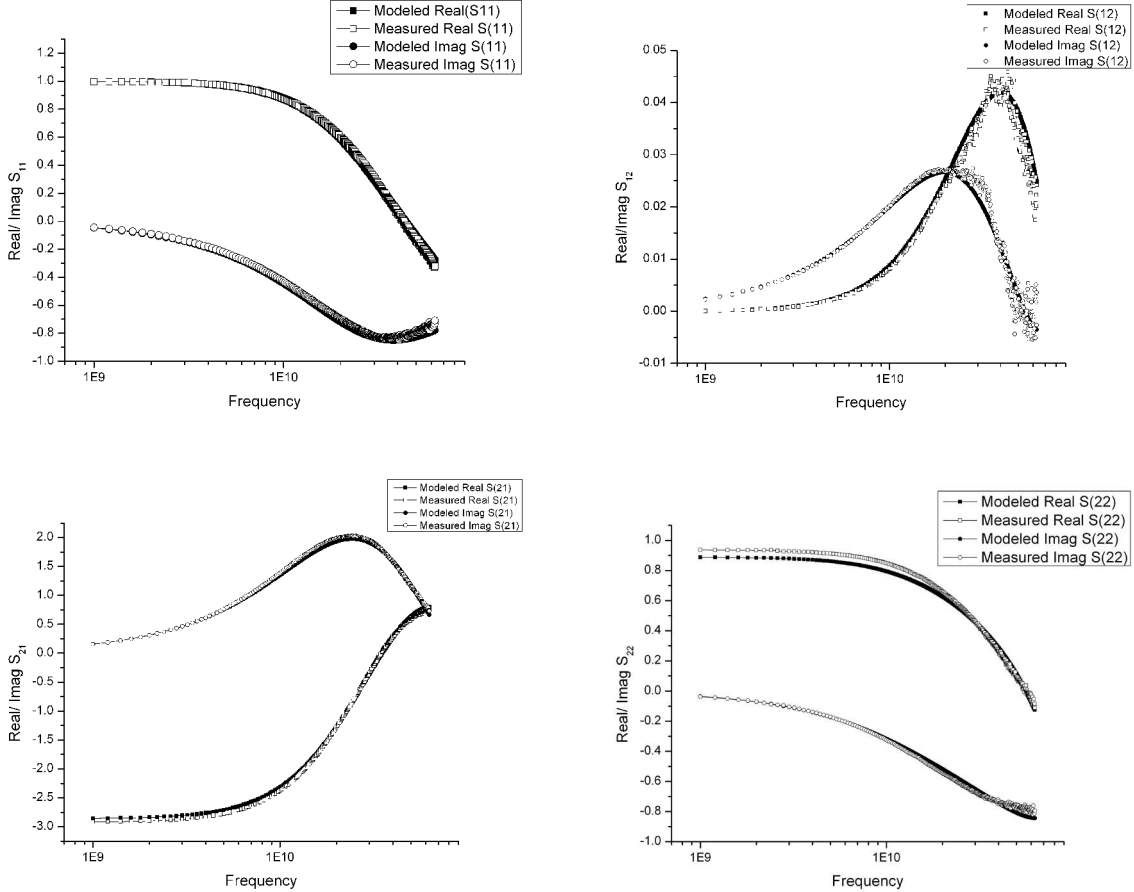 Modeled Real(S11)
Measured Real S(11)
Modeled Imag S(11)
Measured Imag S(11)
1.2
1.0
0.8
0.6
0.4
0.2
0.0
-0.2
-0.4
-0.6
-0.8
-1.0
Real/ Imag S11
1E9
1E10
Frequency
Modeled Real S(12)
Measured Real S(12)
Modeled Imag S(12)
Measured Imag S(12)
0.05
0.04
0.03
0.02
0.01
0.00
-0.01
Real/Imag S12
1E9
1E10
Frequency
Modeled Real S(21)
Measured Real S(21)
Modeled Imag S(21)
Measured Imag S(21)
2.0
1.5
1.0
0.5
0.0
-0.5
-1.0
-1.5
-2.0
-2.5
-3.0
Real/ Imag S21
1E9
1E10
Frequency
Modeled Real S(22)
Measured Real S(22)
Modeled Imag S(22)
Measured Imag S(22)
1.0
0.8
0.6
0.4
0.2
0.0
-0.2
-0.4
-0.6
-0.8
-1.0
Real/ Imag S22
1E9
1E10
Frequency